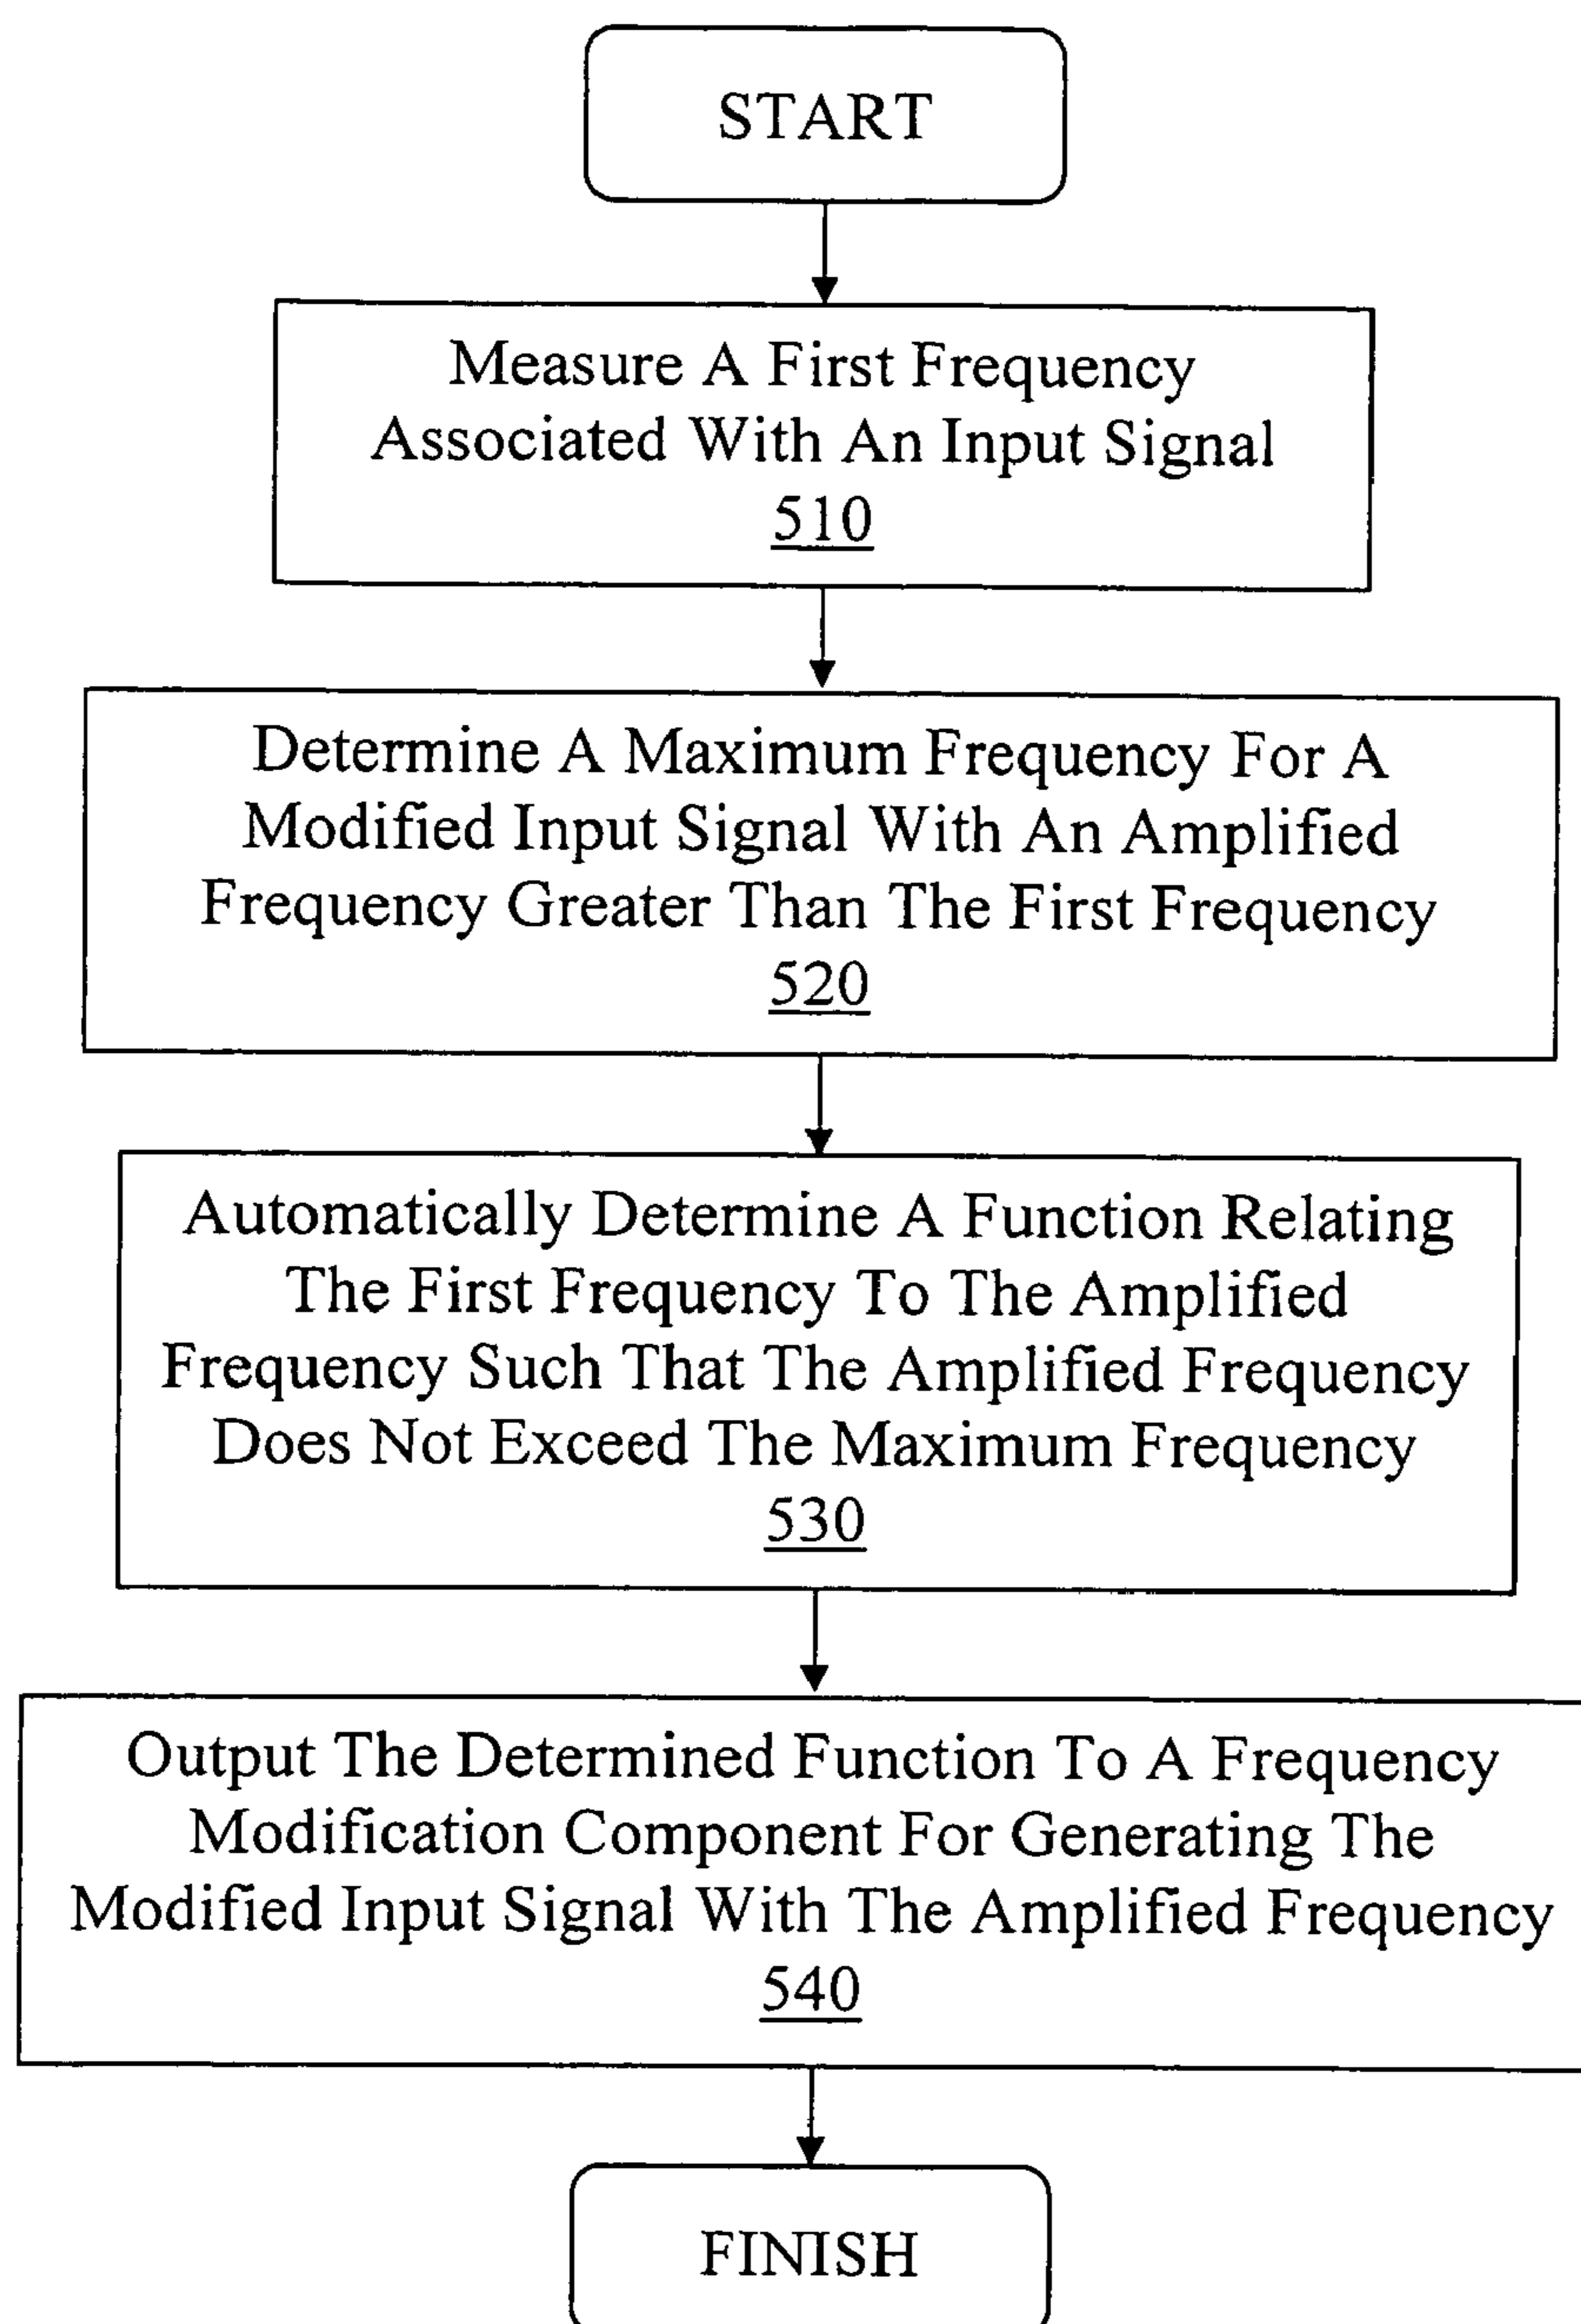 START
Measure A First Frequency
Associated With An Input Signal
510
Determine A Maximum Frequency For A
Modified Input Signal With An Amplified
Frequency Greater Than The First Frequency
520
Automatically Determine A Function Relating
The First Frequency To The Amplified
Frequency Such That The Amplified Frequency
Does Not Exceed The Maximum Frequency
530
Output The Determined Function To A Frequency
Modification Component For Generating The
Modified Input Signal With The Amplified Frequency
540
FINISH